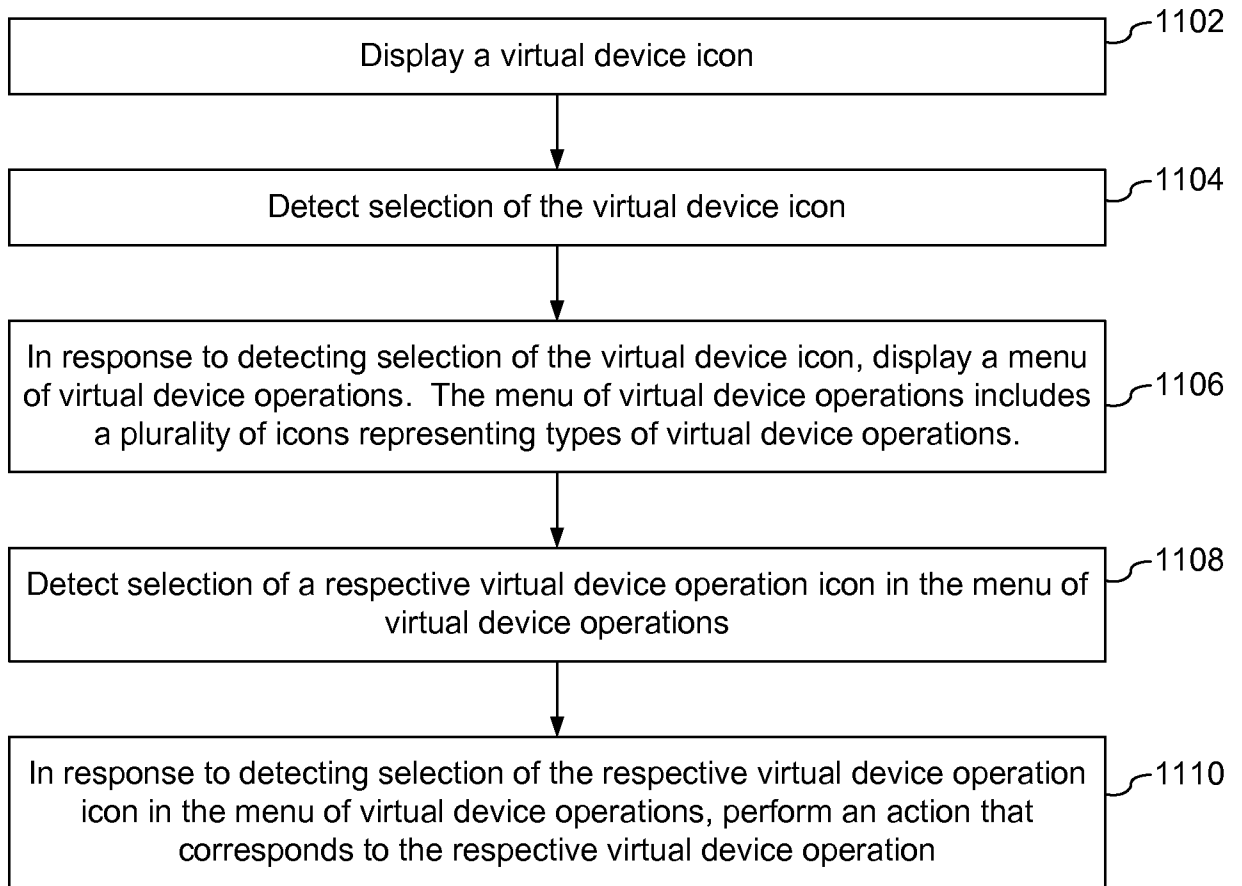 1102
Display a virtual device icon
1104
Detect selection of the virtual device icon
1106
In response to detecting selection of the virtual device icon, display a menu
of virtual device operations.  The menu of virtual device operations includes
a plurality of icons representing types of virtual device operations.
1108
Detect selection of a respective virtual device operation icon in the menu of
virtual device operations
1110
In response to detecting selection of the respective virtual device operation
icon in the menu of virtual device operations, perform an action that
corresponds to the respective virtual device operation